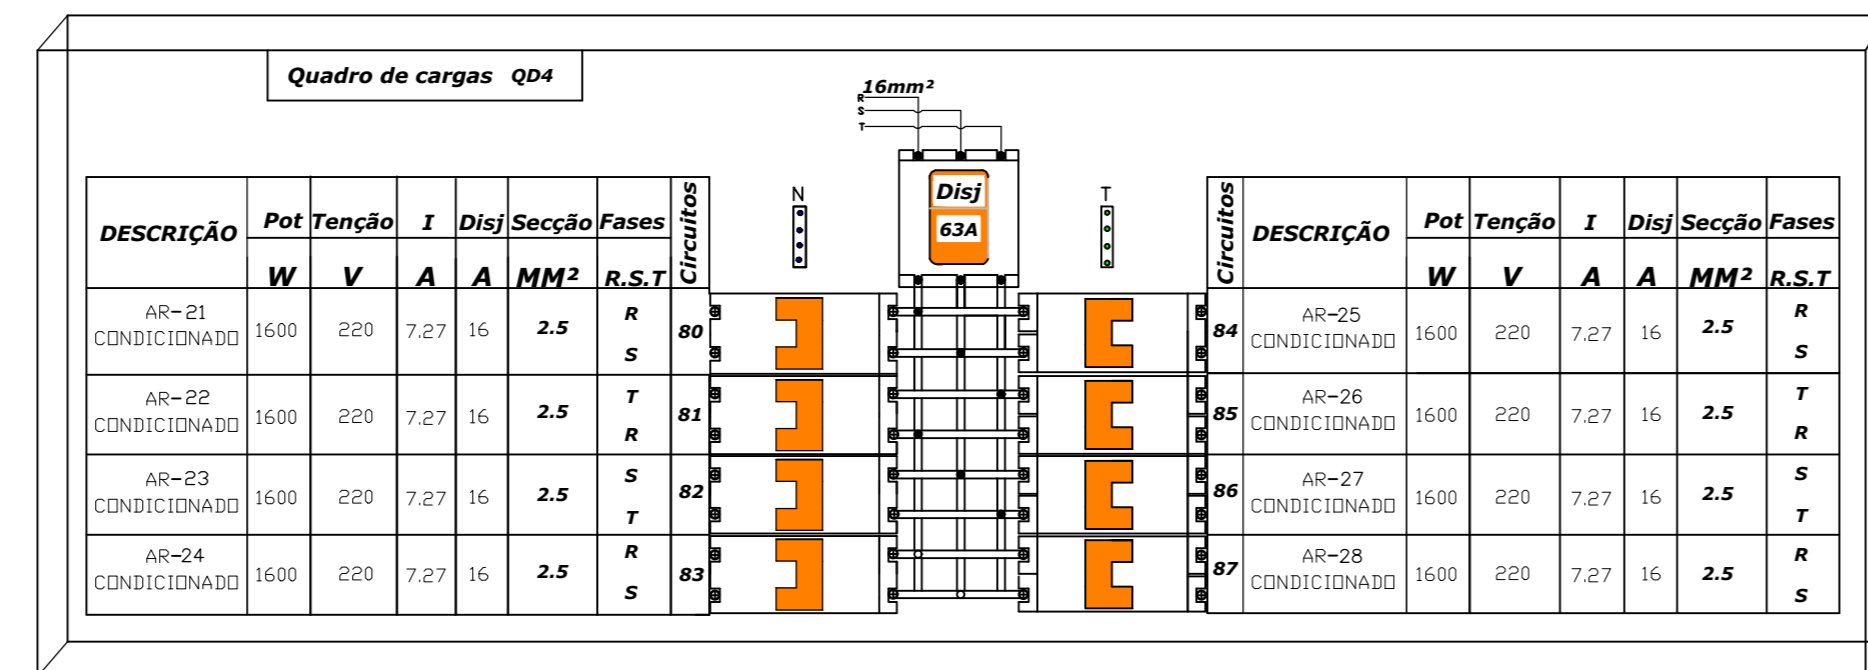 Quadro de cargas QD4
16mm²
R
S
T
Disj
63A
N
T
DESCRIÇÃO Pot Tenção I Disj Secção Fases Circuitos
W V A A MM² R.S.T
AR-21 CONDICIONADO 1600 220 7.27 16 2.5 R S 80
AR-22 CONDICIONADO 1600 220 7.27 16 2.5 T R 81
AR-23 CONDICIONADO 1600 220 7.27 16 2.5 S T 82
AR-24 CONDICIONADO 1600 220 7.27 16 2.5 R S 83
Circuitos DESCRIÇÃO Pot Tenção I Disj Secção Fases
W V A A MM² R.S.T
84 AR-25 CONDICIONADO 1600 220 7.27 16 2.5 R S
85 AR-26 CONDICIONADO 1600 220 7.27 16 2.5 T R
86 AR-27 CONDICIONADO 1600 220 7.27 16 2.5 S T
87 AR-28 CONDICIONADO 1600 220 7.27 16 2.5 R S